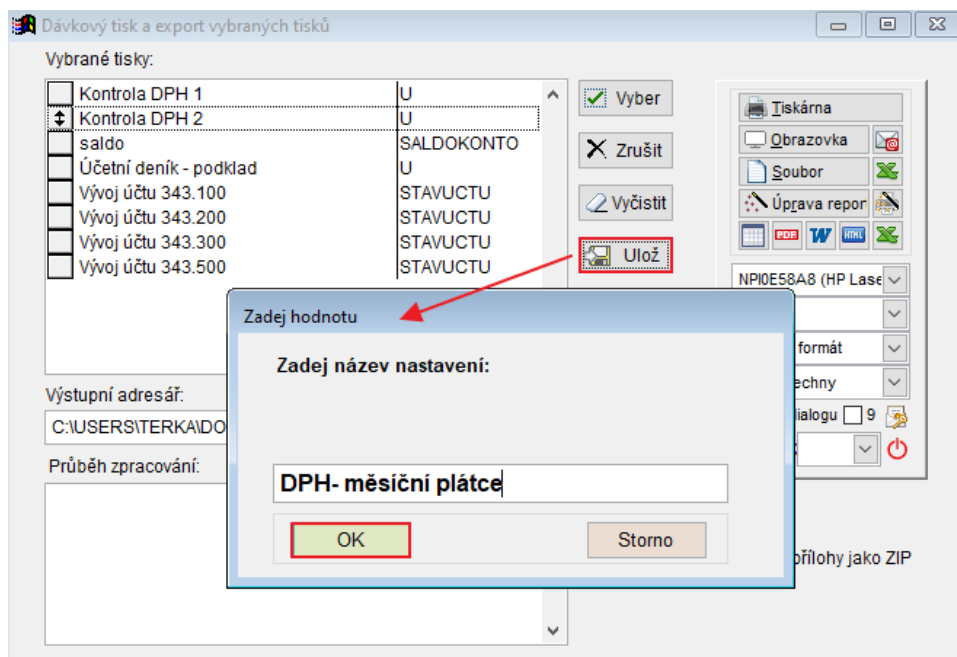 Dávkový tisk a export vybraných tisků
Vybrané tisky:
Kontrola DPH 1 U
Kontrola DPH 2 U
saldo SALDOKONTO
Účetní deník - podklad U
Vývoj účtu 343.100 STAVUCTU
Vývoj účtu 343.200 STAVUCTU
Vývoj účtu 343.300 STAVUCTU
Vývoj účtu 343.500 STAVUCTU
Vyber
Zrušit
Vyčistit
Ulož
Tiskárna
Obrazovka
Soubor
Úprava repor
PDF W HTML
NPI0E58A8 (HP Lase
formát
echny
ialogu 9
Výstupní adresář:
C:\USERS\TERKA\DO
Průběh zpracování:
přílohy jako ZIP
Zadej hodnotu
Zadej název nastavení:
DPH- měsíční plátce
OK
Storno